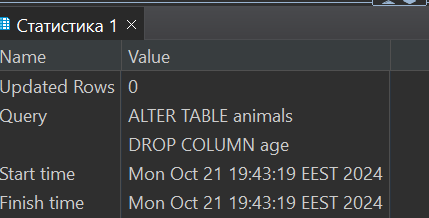 Статистика 1 ×
Name Value
Updated Rows 0
Query ALTER TABLE animals
DROP COLUMN age
Start time Mon Oct 21 19:43:19 EEST 2024
Finish time Mon Oct 21 19:43:19 EEST 2024